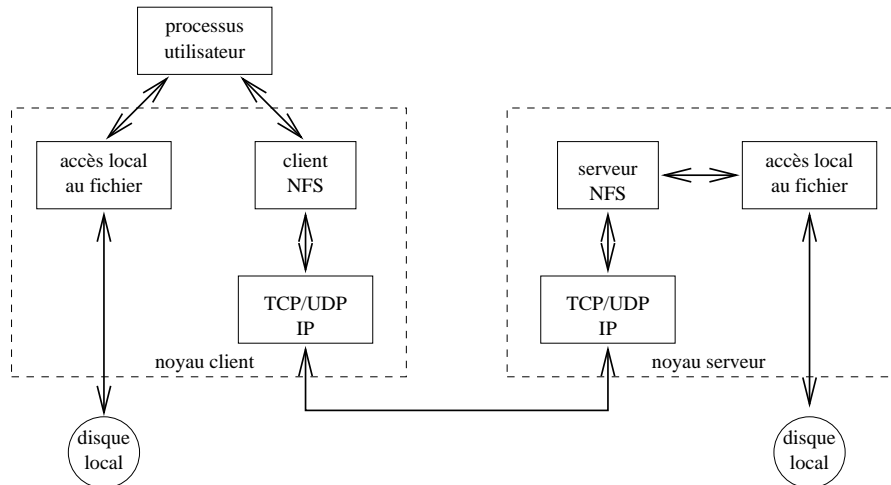 processus
utilisateur
accès local
au fichier
client
NFS
serveur
NFS
accès local
au fichier
TCP/UDP
IP
TCP/UDP
IP
noyau client
noyau serveur
disque
local
disque
local